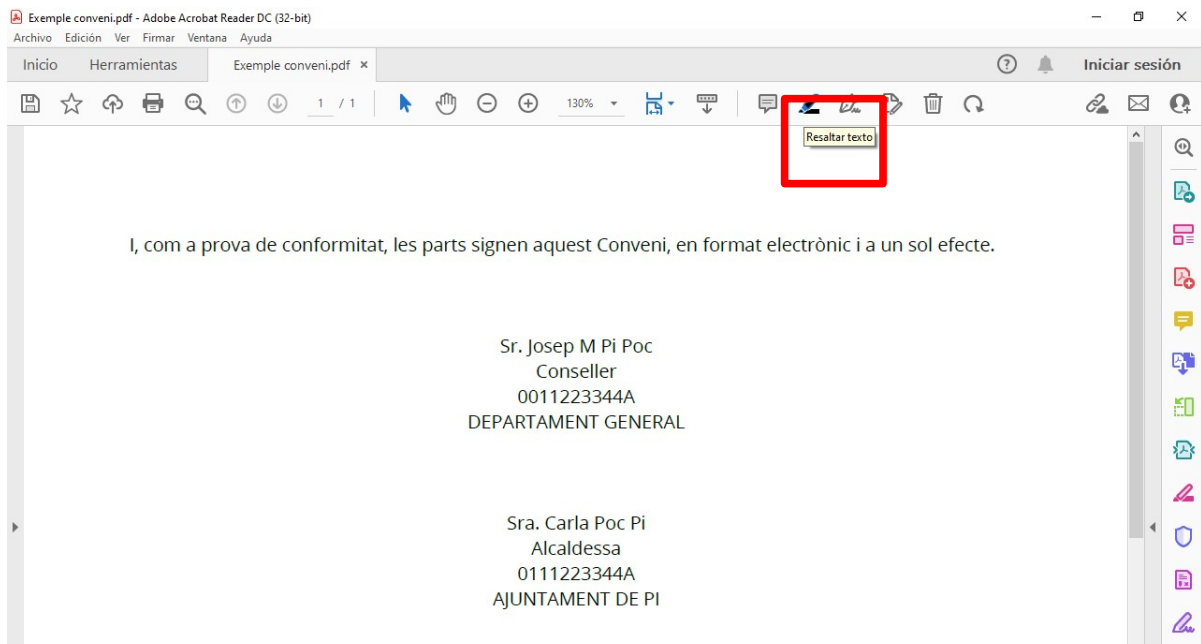 Exemple conveni.pdf - Adobe Acrobat Reader DC (32-bit)
Archivo Edición Ver Firmar Ventana Ayuda
Inicio Herramientas Exemple conveni.pdf × Iniciar sesión
1 / 1 130%
Resaltar texto
I, com a prova de conformitat, les parts signen aquest Conveni, en format electrònic i a un sol efecte.
Sr. Josep M Pi Poc
Conseller
0011223344A
DEPARTAMENT GENERAL
Sra. Carla Poc Pi
Alcaldessa
0111223344A
AJUNTAMENT DE PI